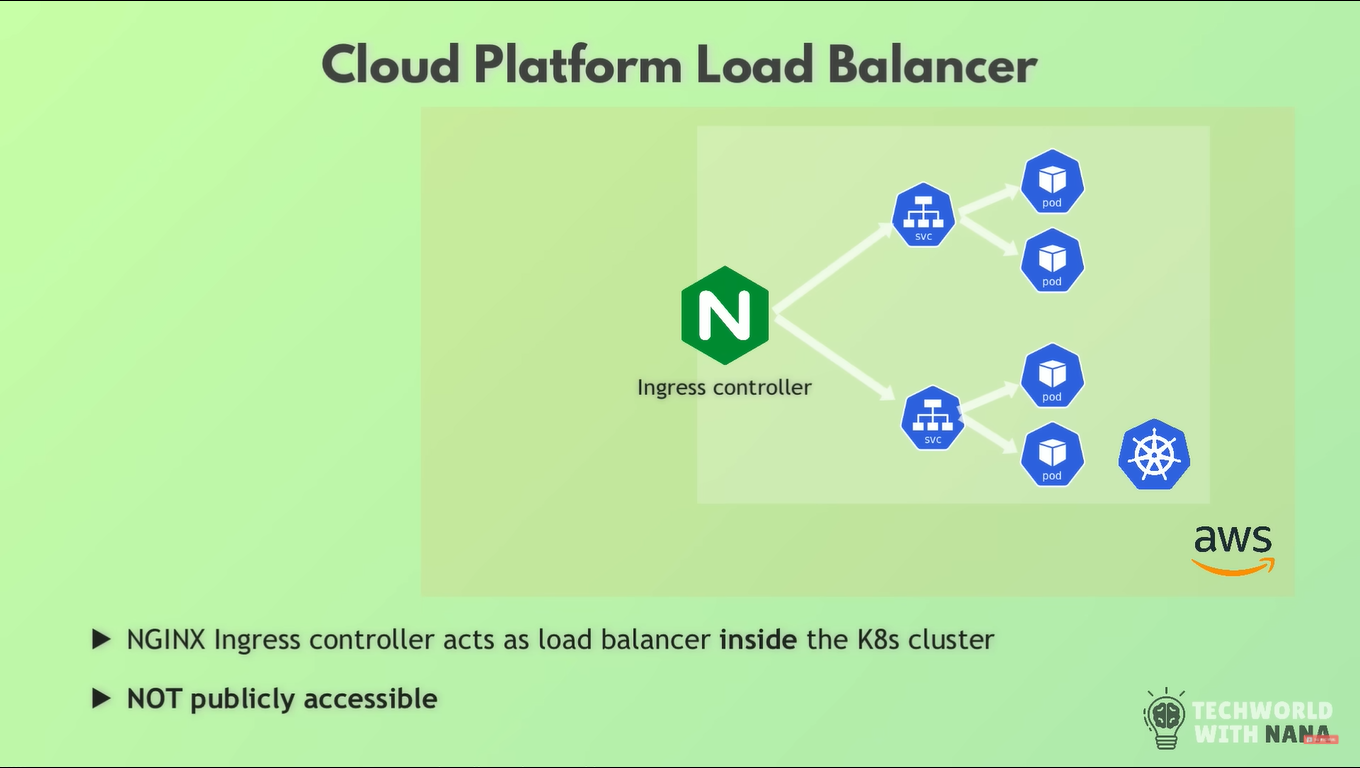 Cloud Platform Load Balancer
pod
svc
pod
N
Ingress controller
pod
svc
pod
aws
▶ NGINX Ingress controller acts as load balancer inside the K8s cluster
▶ NOT publicly accessible
TECHWORLD
WITH NANA